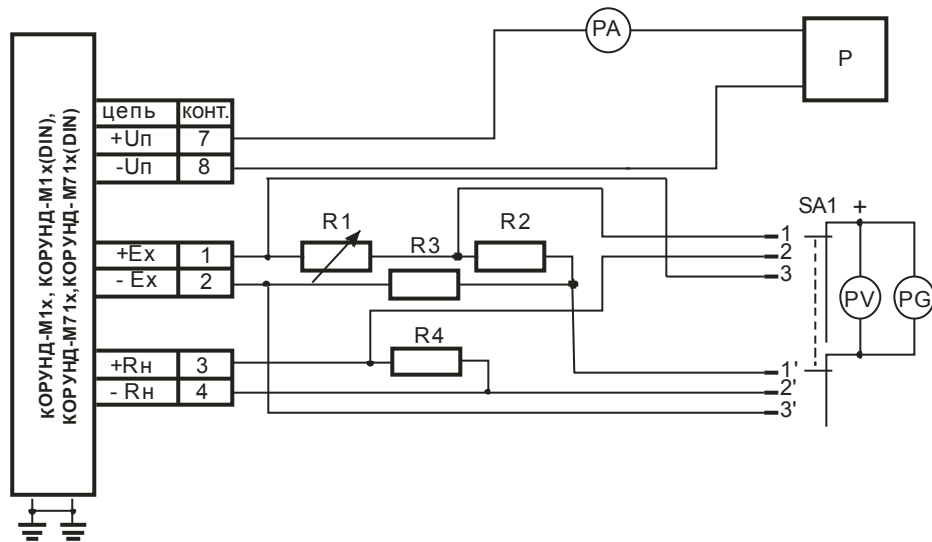 КОРУНД-М1х, КОРУНД-М1х(DIN),
КОРУНД-М71х,КОРУНД-М71х(DIN)
цепь конт.
+Uп 7
-Uп 8
+Ex 1
- Ex 2
+Rн 3
- Rн 4
PA
P
R1
R2
R3
R4
SA1 +
1
2
3
PV PG
1'
2'
3'